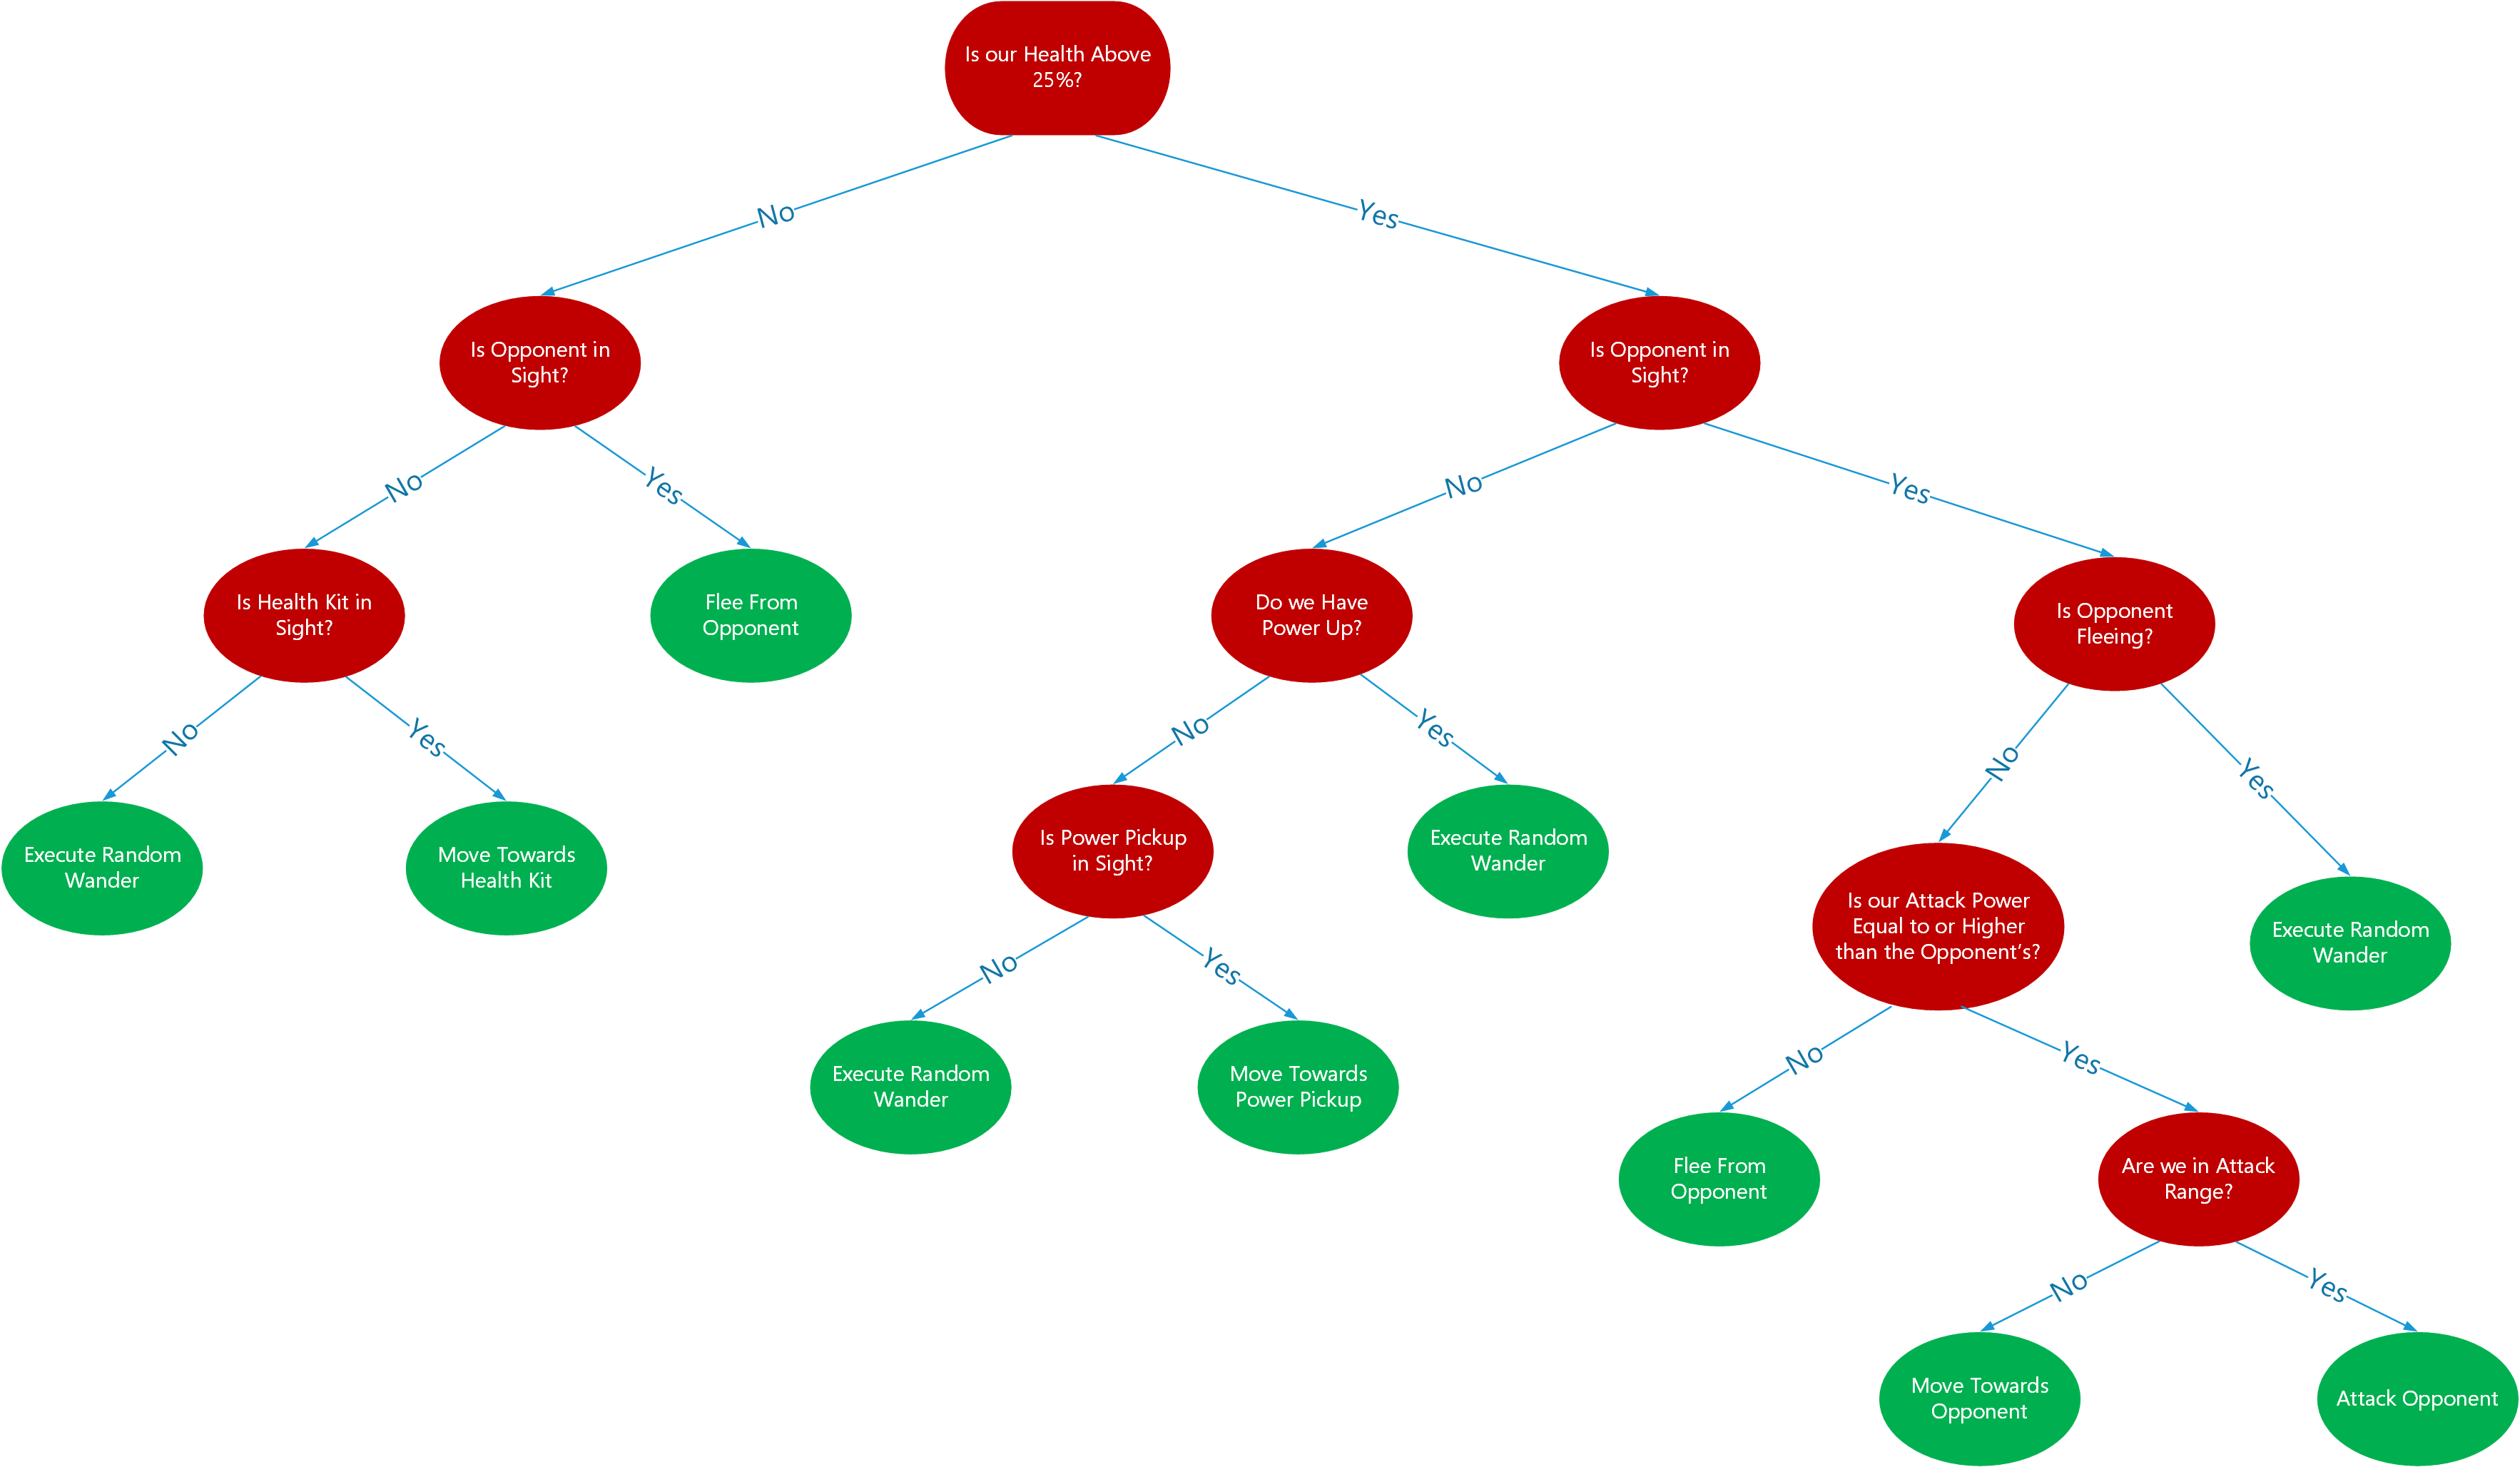 Is our Health Above
25%?
No
Yes
Is Opponent in
Sight?
Is Opponent in
Sight?
No
Yes
No
Yes
Is Health Kit in
Sight?
Flee From
Opponent
Do we Have
Power Up?
Is Opponent
Fleeing?
No
Yes
No
Yes
No
Yes
Execute Random
Wander
Move Towards
Health Kit
Is Power Pickup
in Sight?
Execute Random
Wander
Is our Attack Power
Equal to or Higher
than the Opponent's?
Execute Random
Wander
No
Yes
No
Yes
Execute Random
Wander
Move Towards
Power Pickup
Flee From
Opponent
Are we in Attack
Range?
No
Yes
Move Towards
Opponent
Attack Opponent